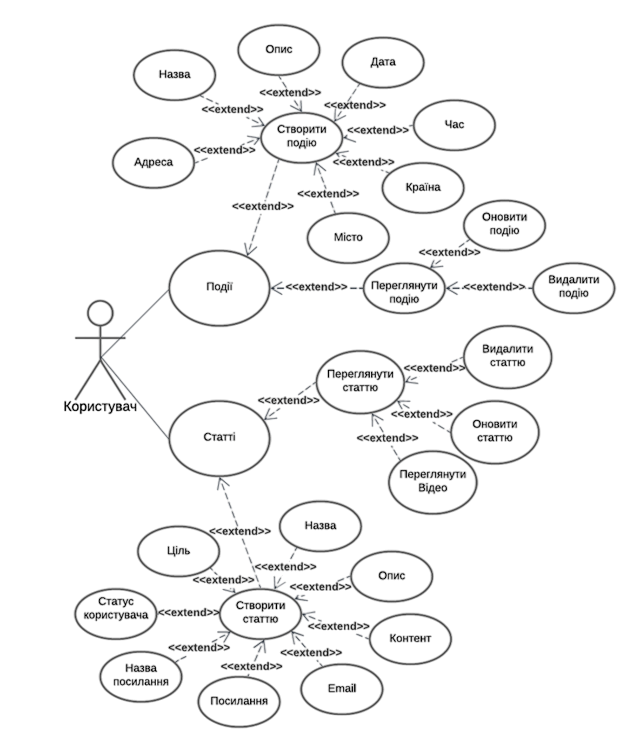 Опис
Назва
Дата
<<extend>>
<<extend>>
<<extend>>
Створити
подію
Час
<<extend>>
Адреса
<<extend>>
<<extend>>
Країна
<<extend>>
<<extend>>
Місто
Оновити
подію
<<extend>>
Події
<<extend>>
Переглянути
подію
<<extend>>
Видалити
подію
Користувач
Переглянути
статтю
Видалити
статтю
<<extend>>
<<extend>>
<<extend>>
Оновити
статтю
<<extend>>
Статті
Переглянути
Відео
Назва
<<extend>>
Ціль
<<extend>>
<<extend>>
<<extend>>
Опис
Статус
користувача
<<extend>>
Створити
статтю
<<extend>>
Контент
<<extend>>
<<extend>>
<<extend>>
Назва
посилання
Посилання
Email